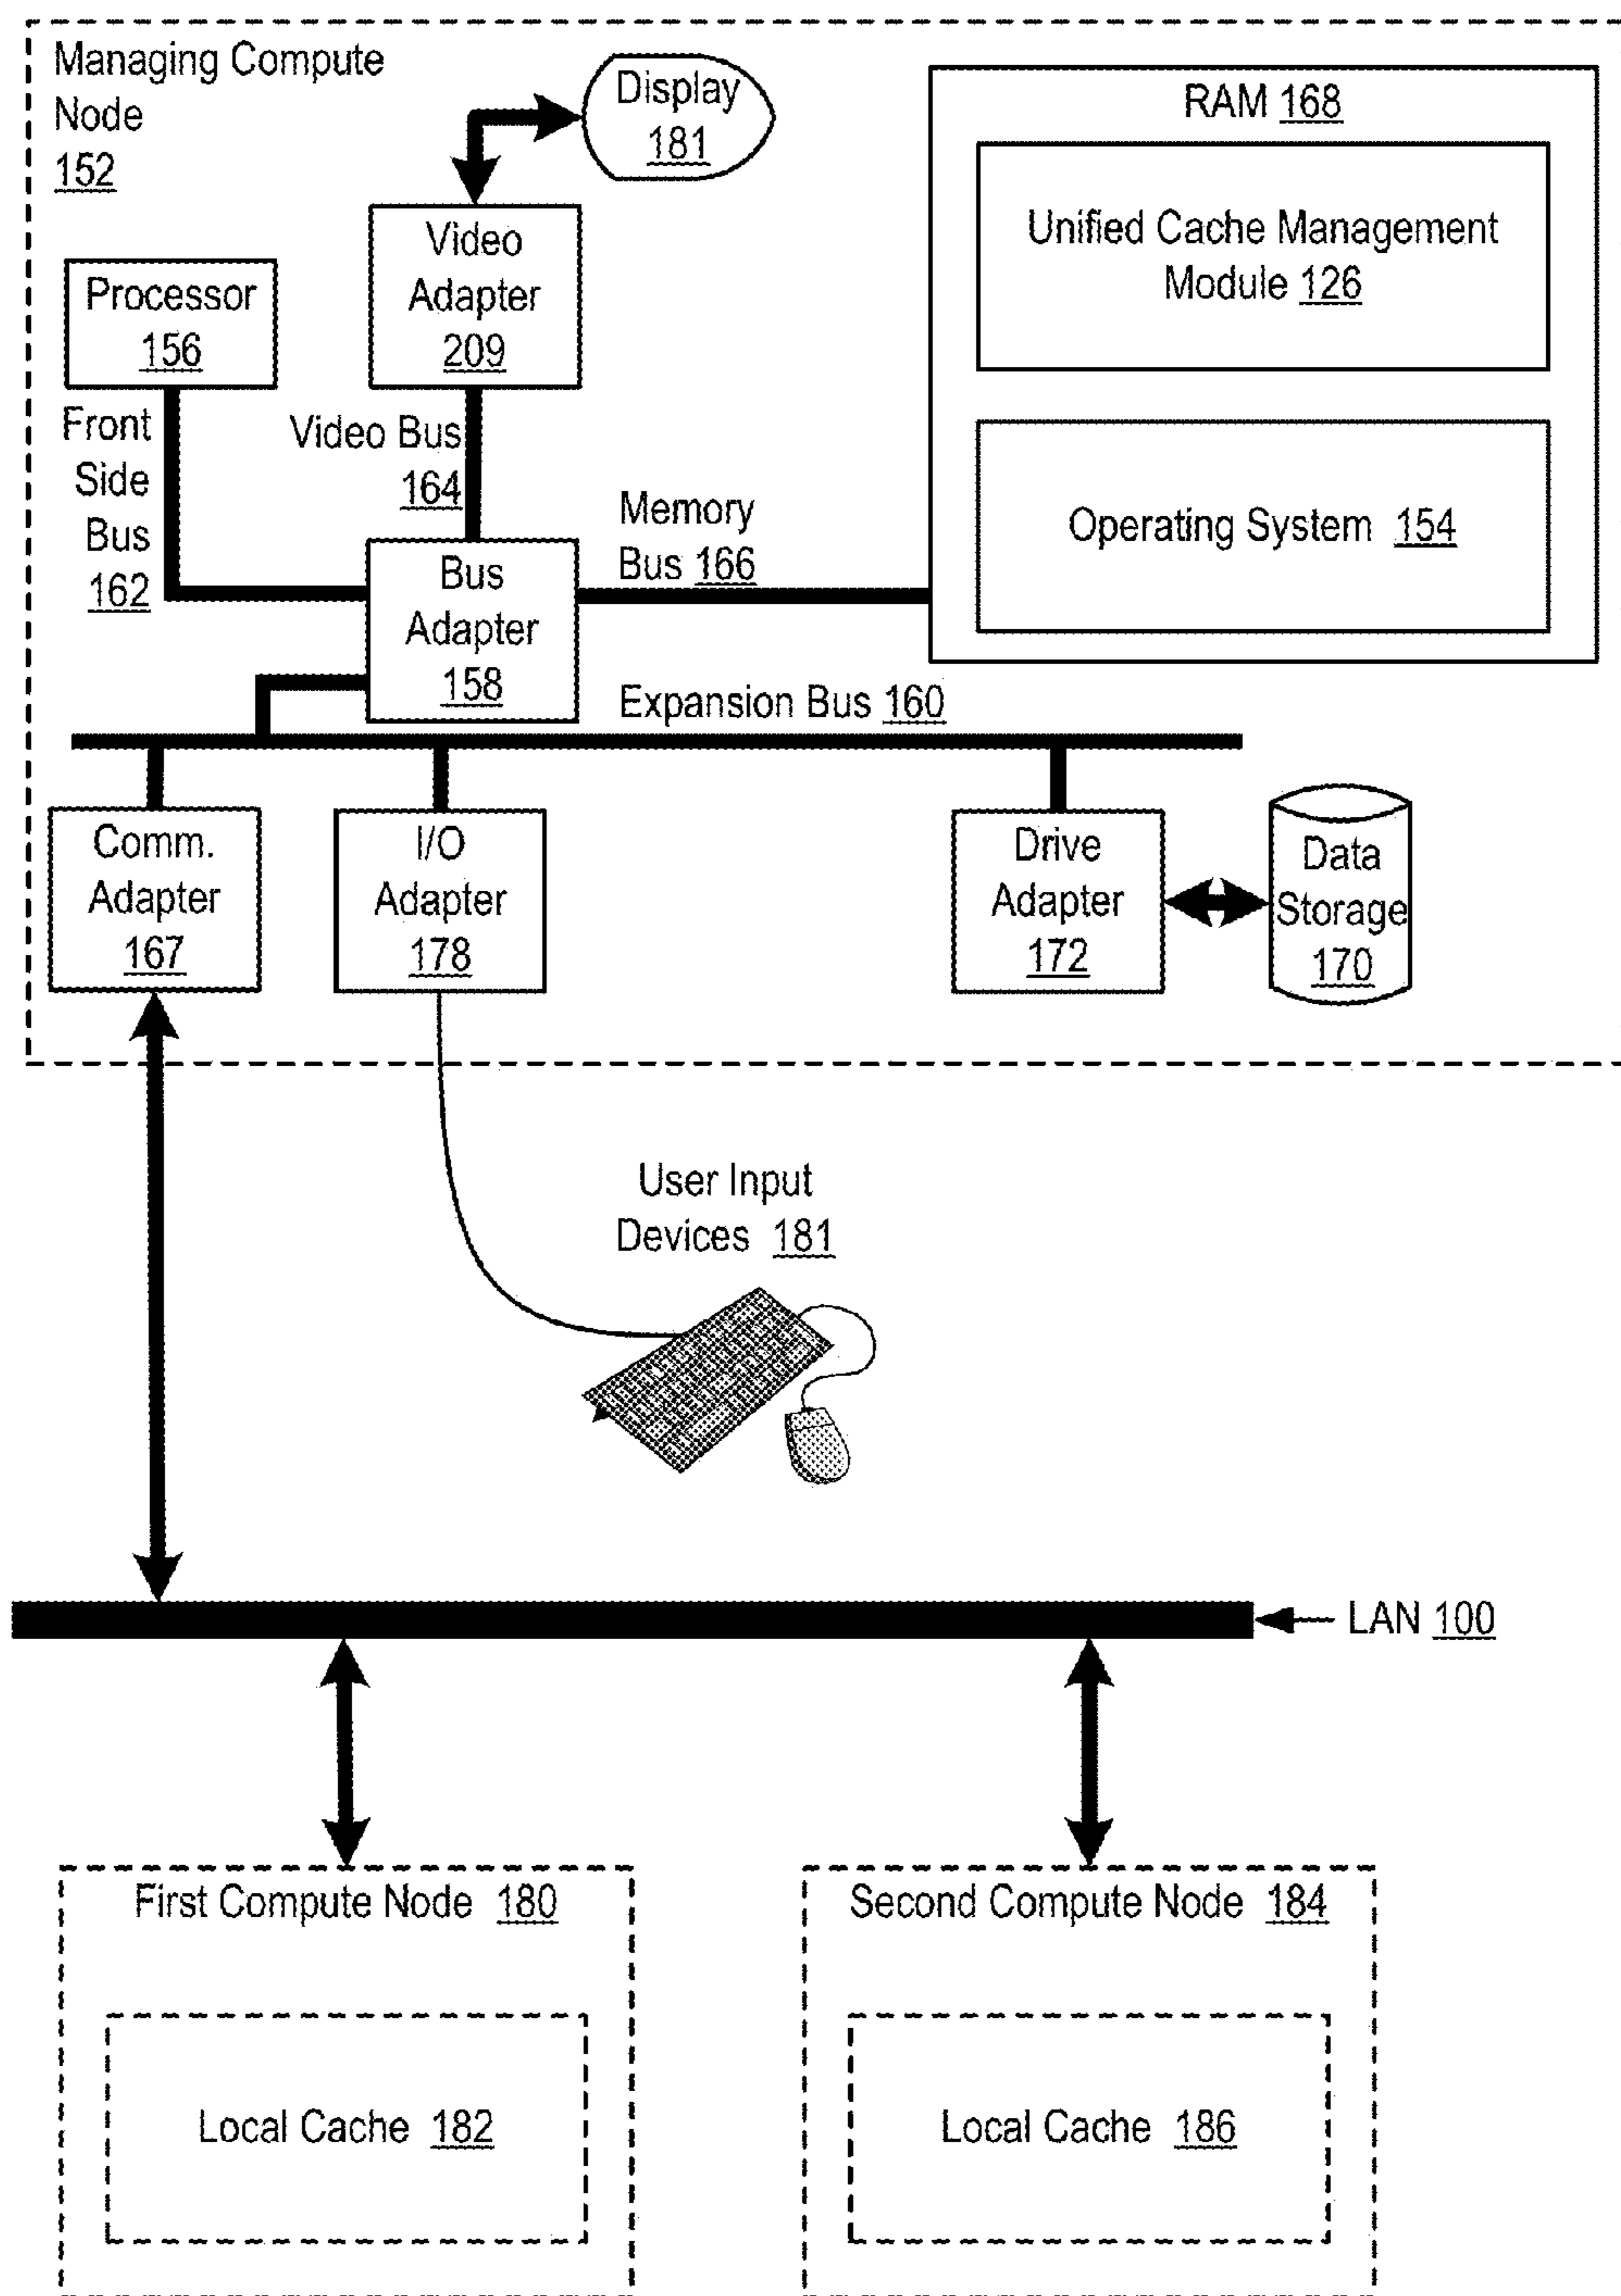 Managing Compute
Node
152
Display
181
RAM 168
Unified Cache Management
Module 126
Operating System 154
Video
Adapter
209
Processor
156
Front
Side
Bus
162
Video Bus
164
Memory
Bus 166
Bus
Adapter
158
Expansion Bus 160
Comm.
Adapter
167
I/O
Adapter
178
Drive
Adapter
172
Data
Storage
170
User Input
Devices 181
LAN 100
First Compute Node 180
Local Cache 182
Second Compute Node 184
Local Cache 186